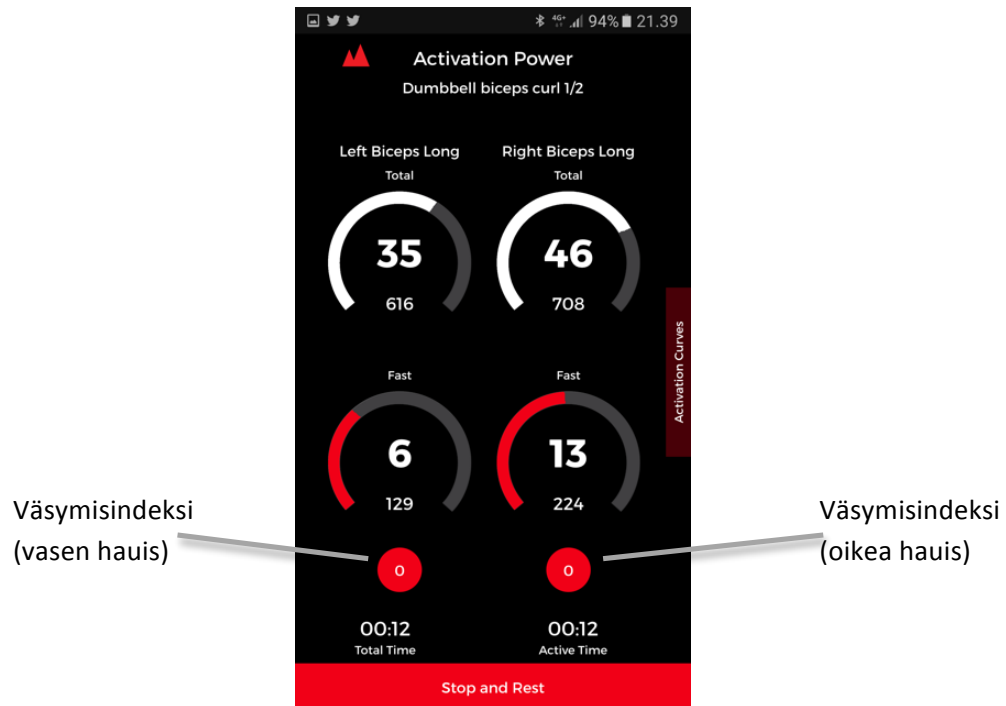 4G+ 94% 21.39
Activation Power
Dumbbell biceps curl 1/2
Left Biceps Long
Right Biceps Long
Total
Total
35
46
616
708
Activation Curves
Fast
Fast
6
13
129
224
Väsymisindeksi
(vasen hauis)
Väsymisindeksi
(oikea hauis)
0
0
00:12
00:12
Total Time
Active Time
Stop and Rest